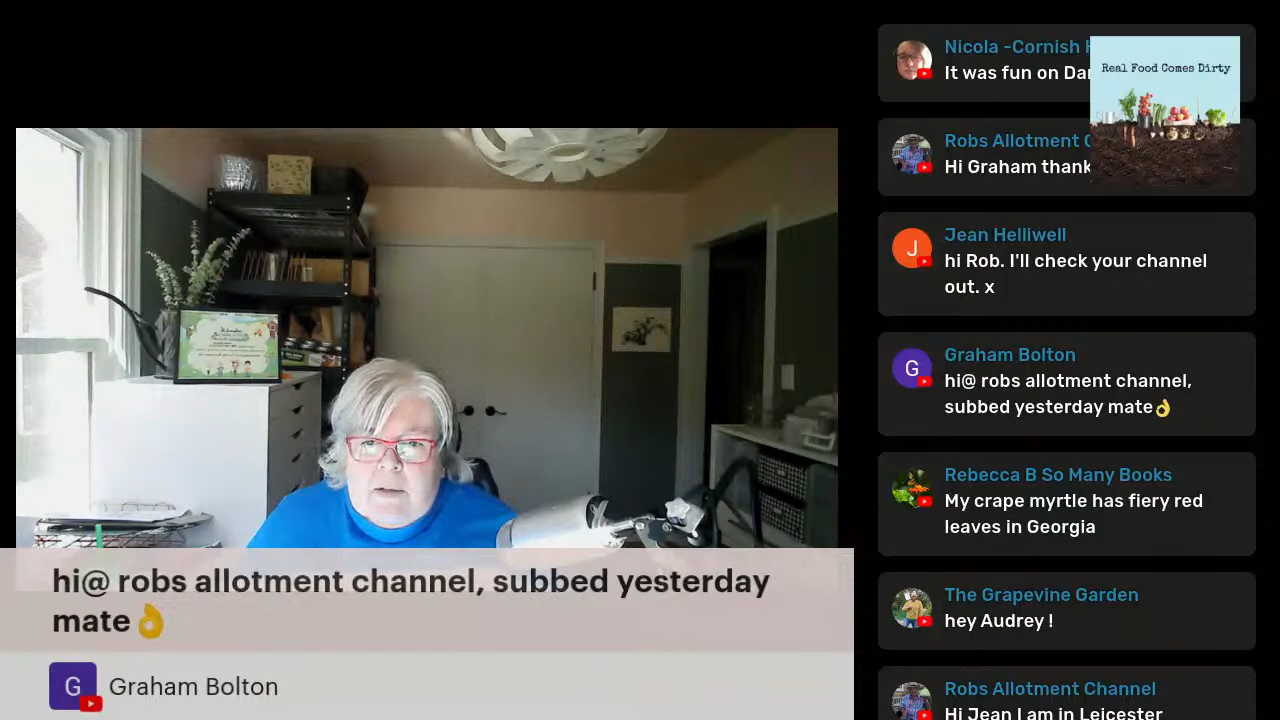 hi@ robs allotment channel, subbed yesterday
mate👌
G
Graham Bolton
Nicola -Cornish
It was fun on
Real Food Comes Dirty
Robs Allotment
Hi Graham thank
J
Jean Helliwell
hi Rob. I'll check your channel
out. x
G
Graham Bolton
hi@ robs allotment channel,
subbed yesterday mate👌
Rebecca B So Many Books
My crape myrtle has fiery red
leaves in Georgia
The Grapevine Garden
hey Audrey !
Robs Allotment Channel
Hi Jean I am in Leicester